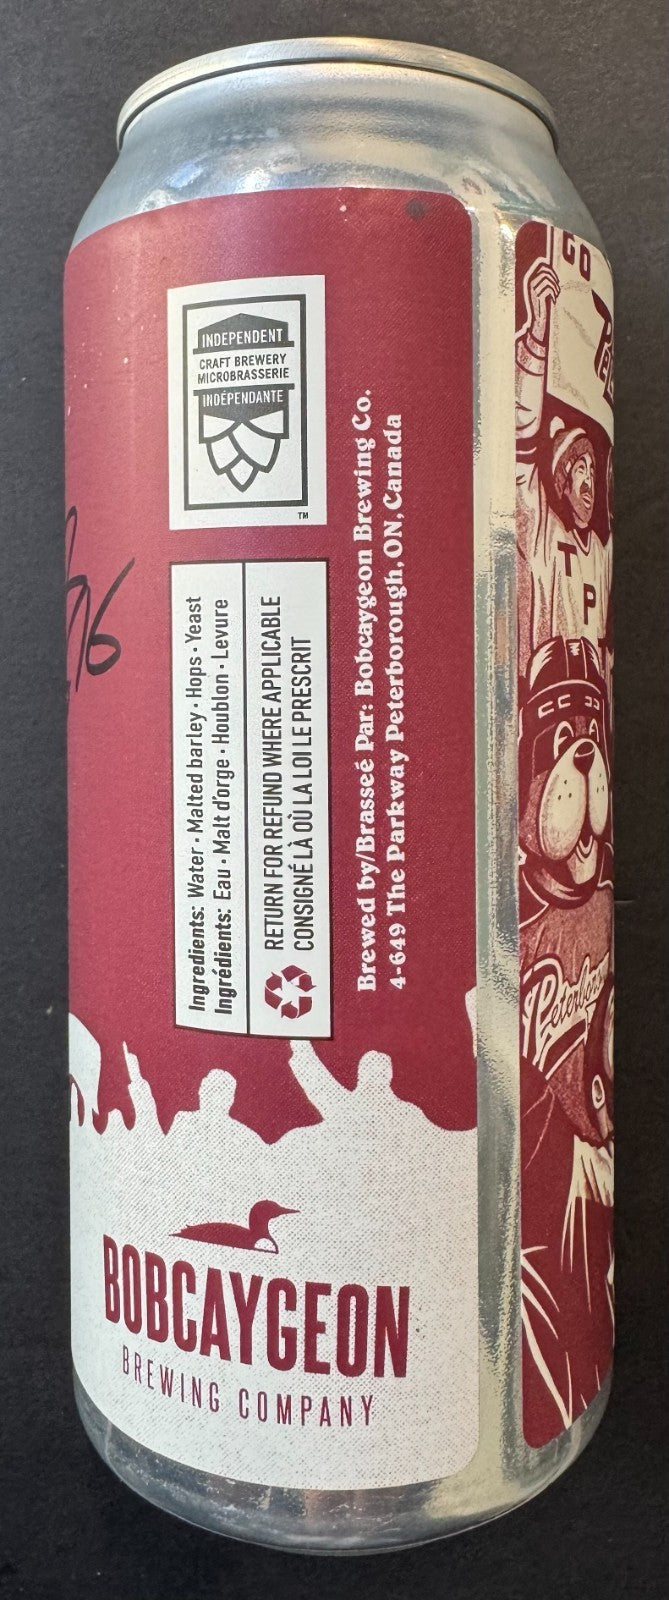 INDEPENDENT
CRAFT BREWERY
MICROBRASSERIE
INDÉPENDANTE
TM
Ingredients: Water • Malted barley • Hops • Yeast
Ingrédients: Eau • Malt d'orge • Houblon • Levure
RETURN FOR REFUND WHERE APPLICABLE
CONSIGNÉ LÀ OÙ LA LOI LE PRESCRIT
Brewed by/Brasseé Par: Bobcaygeon Brewing Co.
4-649 The Parkway Peterborough, ON, Canada
BOBCAYGEON
BREWING COMPANY
GO
T P